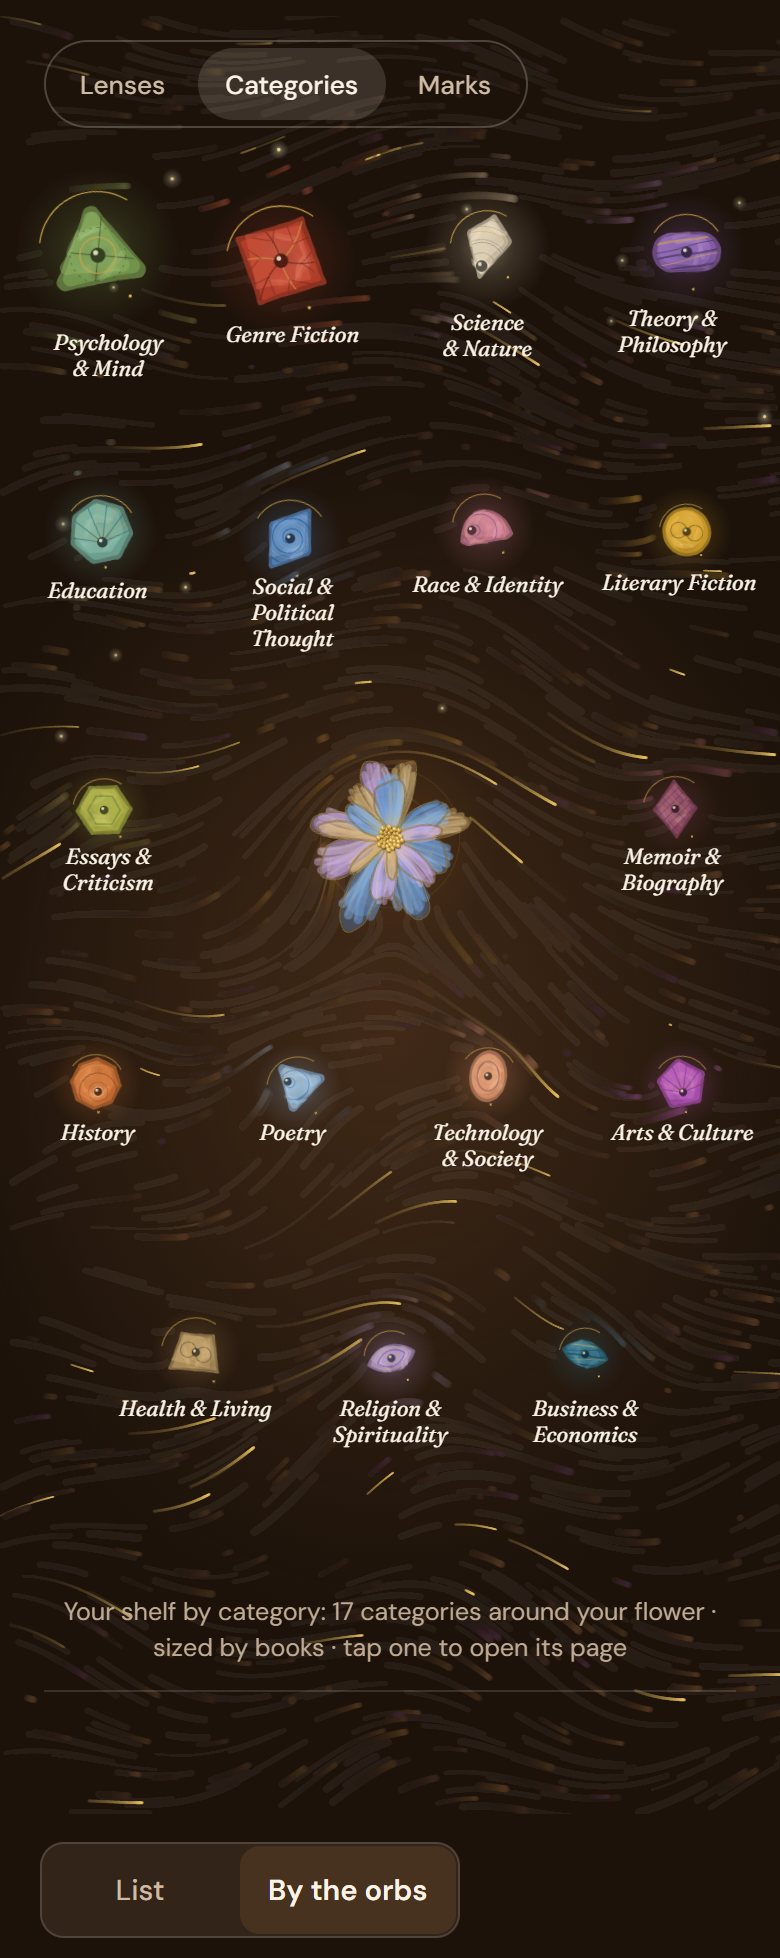 Lenses Categories Marks
Psychology
& Mind
Genre Fiction
Science
& Nature
Theory &
Philosophy
Education
Social &
Political
Thought
Race & Identity
Literary Fiction
Essays &
Criticism
Memoir &
Biography
History
Poetry
Technology
& Society
Arts & Culture
Health & Living
Religion &
Spirituality
Business &
Economics
Your shelf by category: 17 categories around your flower ·
sized by books · tap one to open its page
List By the orbs